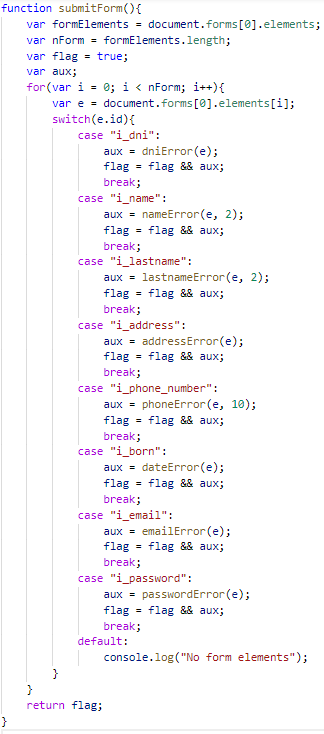 function submitForm(){
    var formElements = document.forms[0].elements;
    var nForm = formElements.length;
    var flag = true;
    var aux;
    for(var i = 0; i < nForm; i++){
        var e = document.forms[0].elements[i];
        switch(e.id){
            case "i_dni":
                aux = dniError(e);
                flag = flag && aux;
                break;
            case "i_name":
                aux = nameError(e, 2);
                flag = flag && aux;
                break;
            case "i_lastname":
                aux = lastnameError(e, 2);
                flag = flag && aux;
                break;
            case "i_address":
                aux = addressError(e);
                flag = flag && aux;
                break;
            case "i_phone_number":
                aux = phoneError(e, 10);
                flag = flag && aux;
                break;
            case "i_born":
                aux = dateError(e);
                flag = flag && aux;
                break;
            case "i_email":
                aux = emailError(e);
                flag = flag && aux;
                break;
            case "i_password":
                aux = passwordError(e);
                flag = flag && aux;
                break;
            default:
                console.log("No form elements");
        }
    }
    return flag;
}